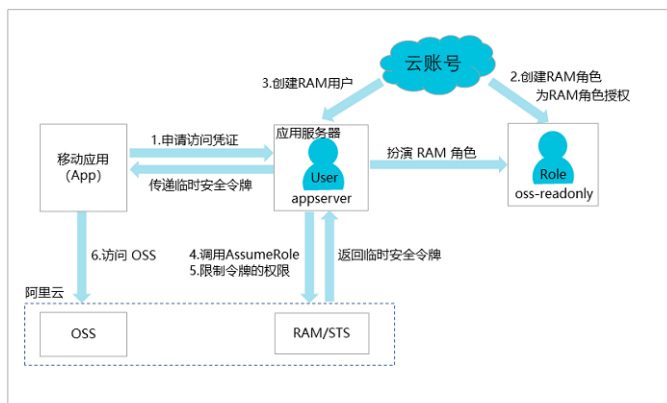 云账号
3.创建RAM用户
2.创建RAM角色
为RAM角色授权
应用服务器
1.申请访问凭证
移动应用
（App）
传递临时安全令牌
User
appserver
扮演 RAM 角色
Role
oss-readonly
6.访问 OSS
4.调用AssumeRole
5.限制令牌的权限
返回临时安全令牌
阿里云
OSS
RAM/STS